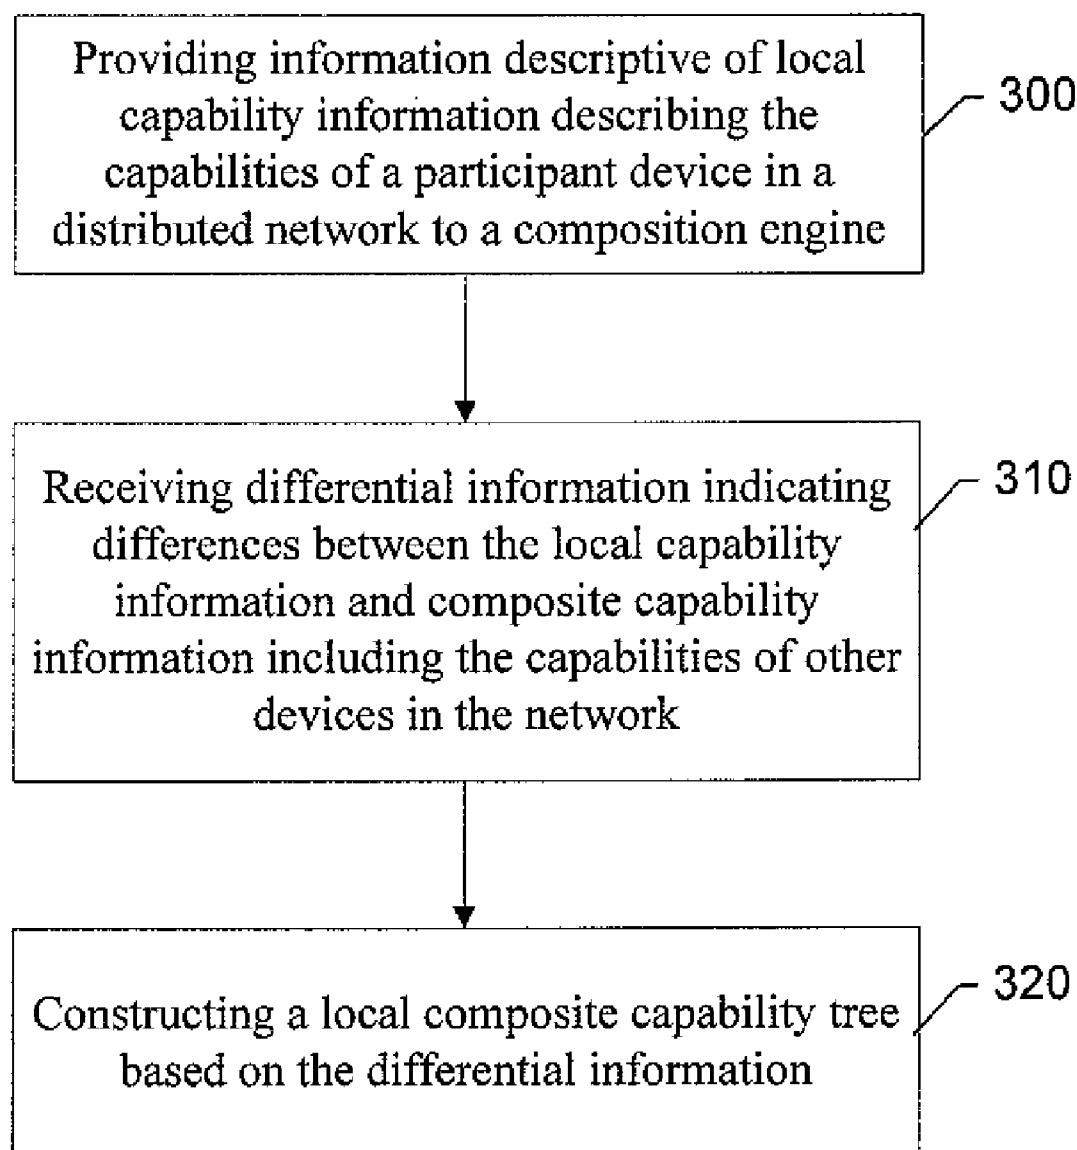 Providing information descriptive of local
capability information describing the
capabilities of a participant device in a
distributed network to a composition engine
300
Receiving differential information indicating
differences between the local capability
information and composite capability
information including the capabilities of other
devices in the network
310
Constructing a local composite capability tree
based on the differential information
320